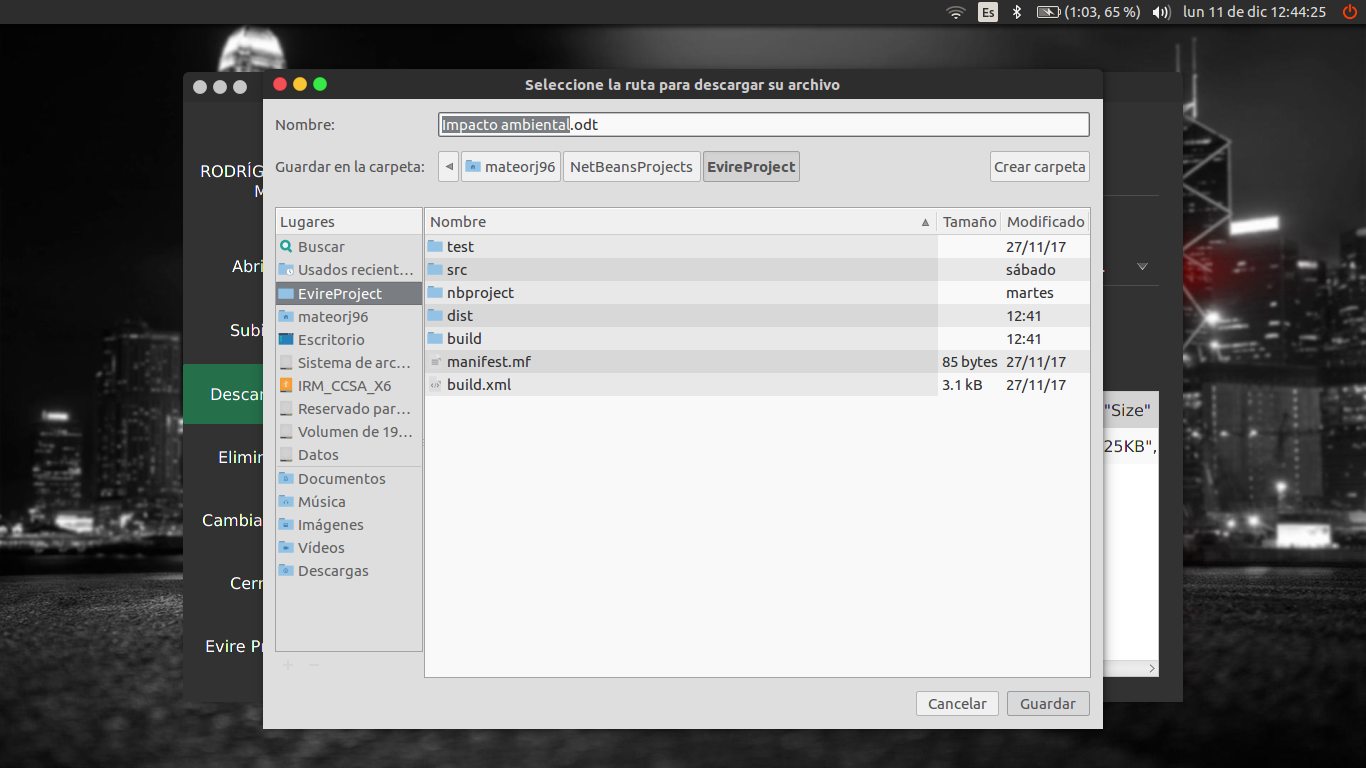 Es (1:03, 65 %) lun 11 de dic 12:44:25
Seleccione la ruta para descargar su archivo
Nombre: Impacto ambiental.odt
Guardar en la carpeta: mateorj96 NetBeansProjects EvireProject Crear carpeta
Lugares
Buscar
Usados recient...
EvireProject
mateorj96
Escritorio
Sistema de arc...
IRM_CCSA_X6
Reservado par...
Volumen de 19...
Datos
Documentos
Música
Imágenes
Vídeos
Descargas
Nombre Tamaño Modificado
test 27/11/17
src sábado
nbproject martes
dist 12:41
build 12:41
manifest.mf 85 bytes 27/11/17
build.xml 3.1 kB 27/11/17
Cancelar Guardar
RODRÍG
M
Abri
Subi
Descar
Elimin
Cambia
Cerr
Evire Pr
"Size"
25KB",